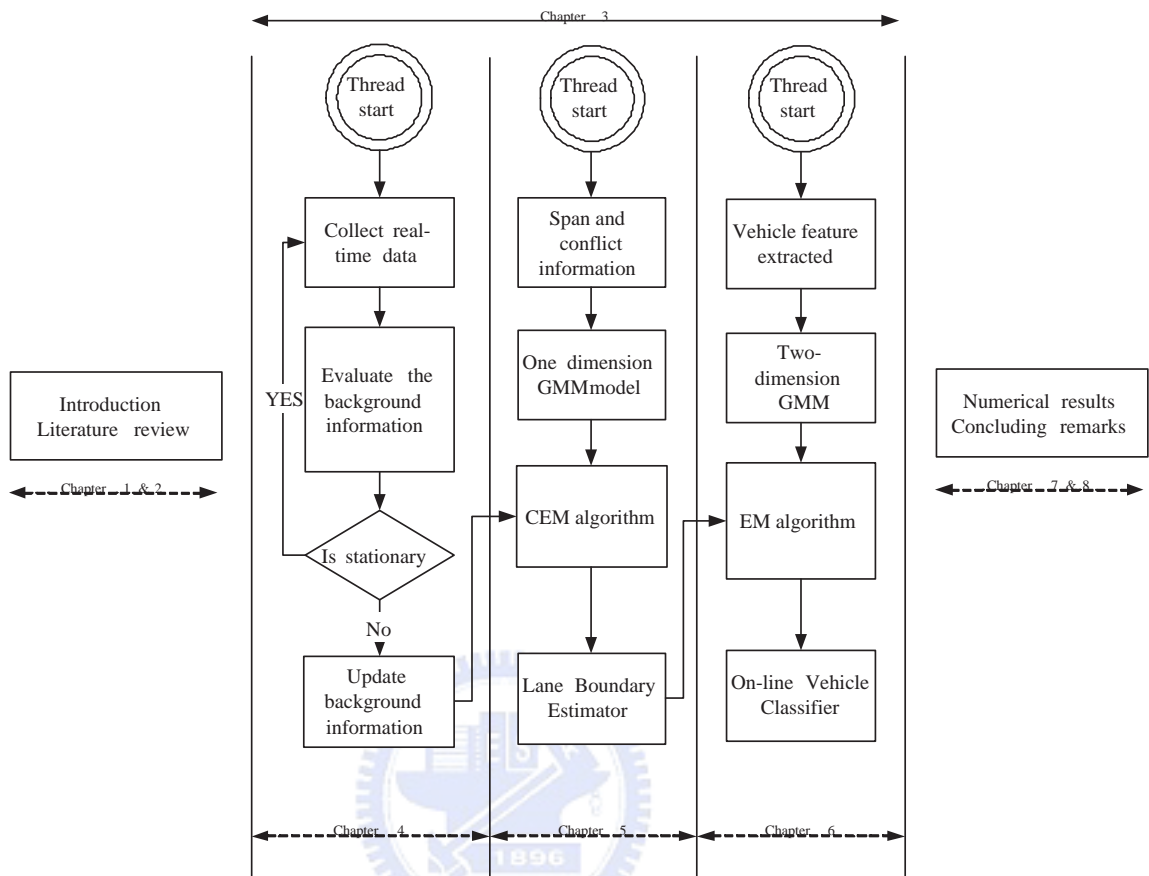 Chapter 3
Thread
start
Thread
start
Thread
start
Collect real-
time data
Span and
conflict
information
Vehicle feature
extracted
Evaluate the
background
information
YES
One dimension
GMMmodel
Two-
dimension
GMM
Introduction
Literature review
Numerical results
Concluding remarks
Chapter 1 & 2
Chapter 7 & 8
Is stationary
CEM algorithm
EM algorithm
No
Update
background
information
Lane Boundary
Estimator
On-line Vehicle
Classifier
Chapter 4
Chapter 5
Chapter 6
1896